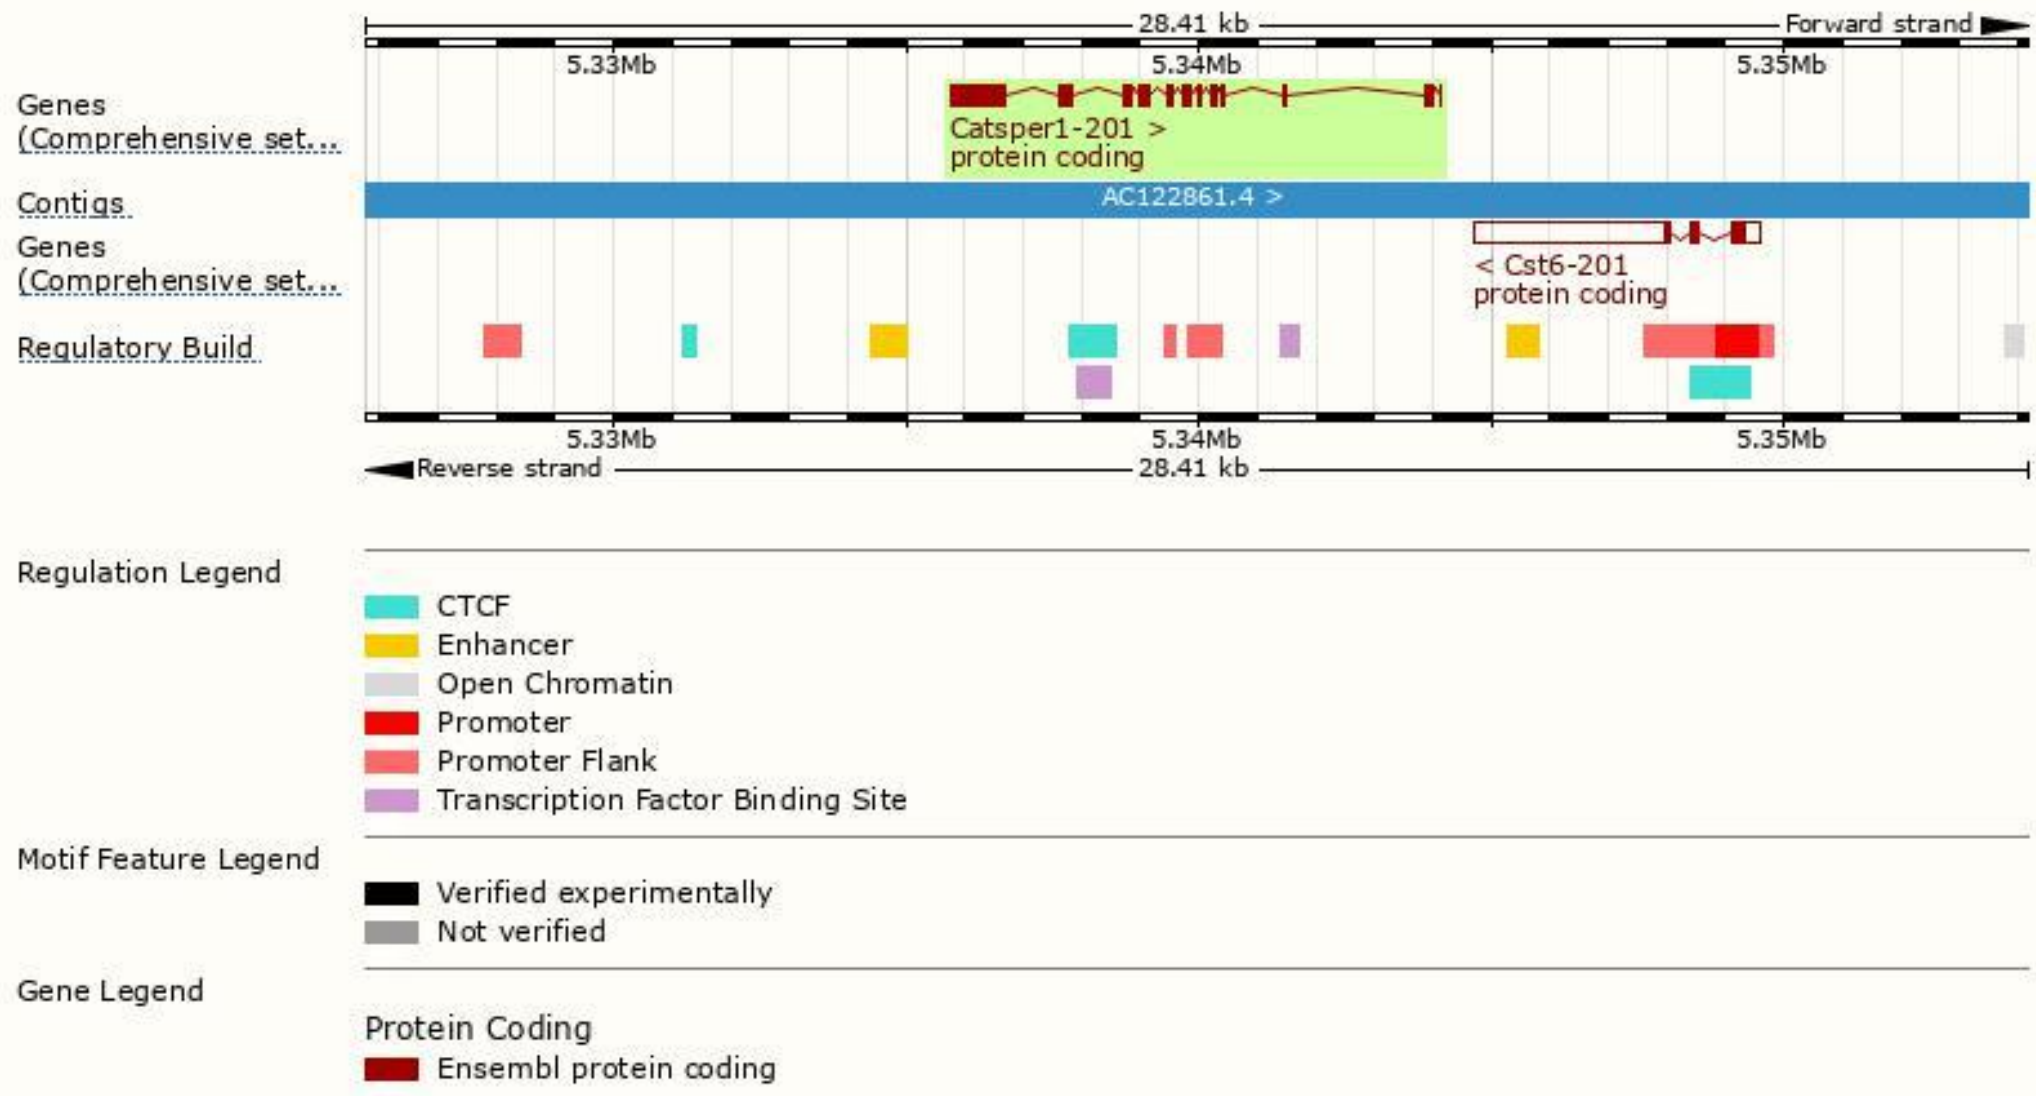 28.41 kb Forward strand
5.33Mb 5.34Mb 5.35Mb
Genes
(Comprehensive set...
Catsper1-201 >
protein coding
Contigs AC122861.4 >
Genes
(Comprehensive set...
< Cst6-201
protein coding
Regulatory Build
5.33Mb 5.34Mb 5.35Mb
Reverse strand 28.41 kb
Regulation Legend
CTCF
Enhancer
Open Chromatin
Promoter
Promoter Flank
Transcription Factor Binding Site
Motif Feature Legend
Verified experimentally
Not verified
Gene Legend
Protein Coding
Ensembl protein coding